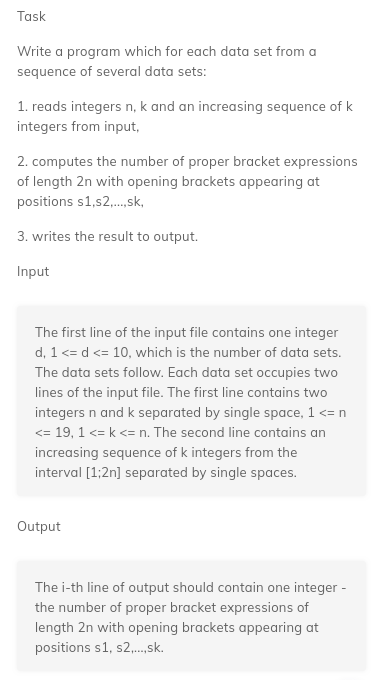 Task
Write a program which for each data set from a
sequence of several data sets:
1. reads integers n, k and an increasing sequence of k
integers from input,
2. computes the number of proper bracket expressions
of length 2n with opening brackets appearing at
positions s1,s2,...,sk,
3. writes the result to output.
Input
The first line of the input file contains one integer
d, 1 <= d <= 10, which is the number of data sets.
The data sets follow. Each data set occupies two
lines of the input file. The first line contains two
integers n and k separated by single space, 1 <= n
<= 19, 1 <= k <= n. The second line contains an
increasing sequence of k integers from the
interval [1;2n] separated by single spaces.
Output
The i-th line of output should contain one integer -
the number of proper bracket expressions of
length 2n with opening brackets appearing at
positions s1, s2,...,sk.